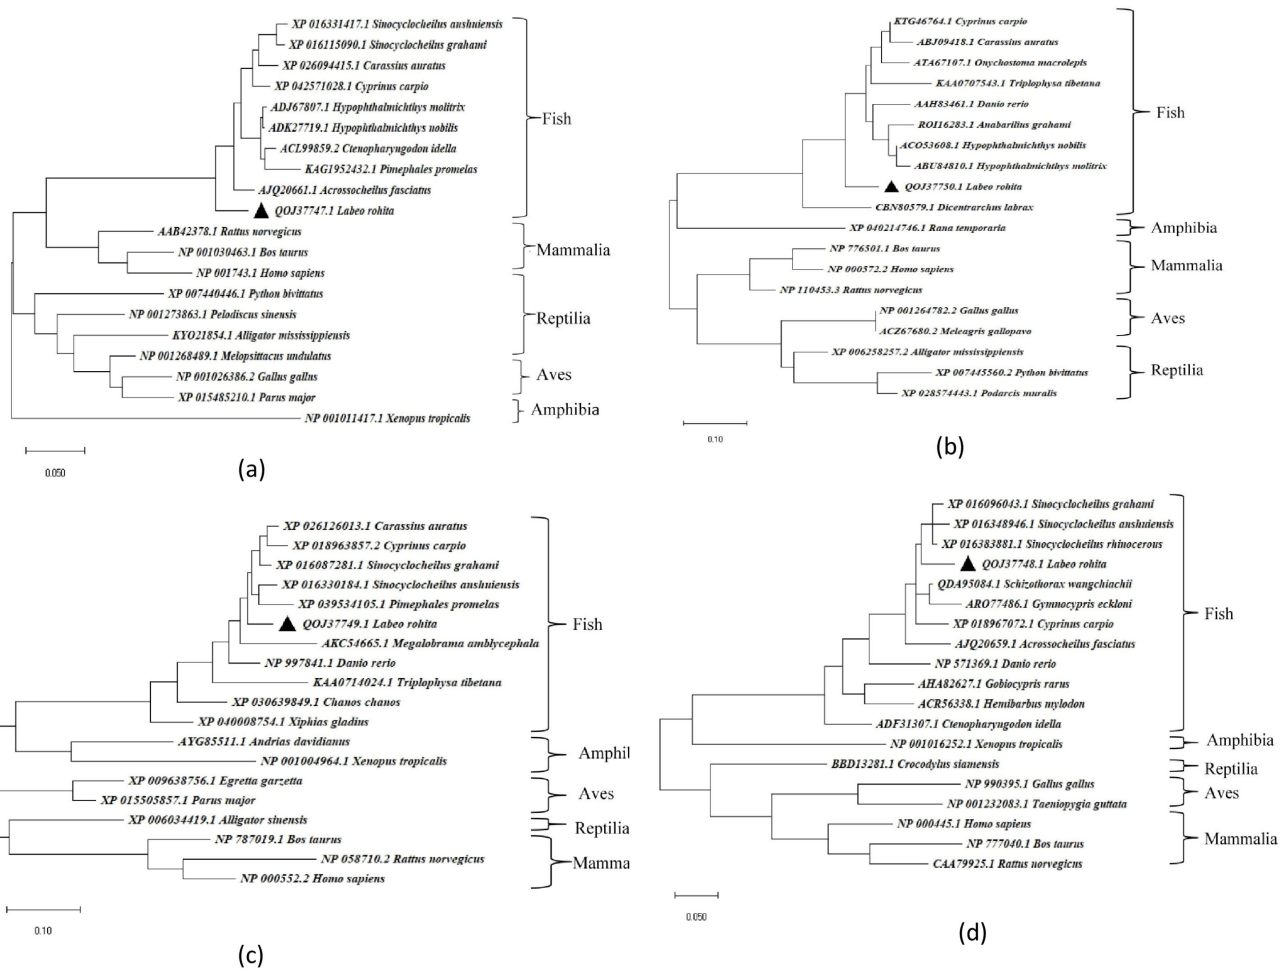 XP 016331417.1 Sinocyclocheilus anshuiensis
XP 016115090.1 Sinocyclocheilus grahami
XP 026094415.1 Carassius auratus
XP 042571028.1 Cyprinus carpio
ADJ67807.1 Hypophthalmichthys molitrix
ADK27719.1 Hypophthalmichthys nobilis
ACL99859.2 Ctenopharyngodon idella
KAG1952432.1 Pimephales promelas
AJQ20661.1 Acrossocheilus fasciatus
QOJ37747.1 Labeo rohita
Fish
AAB42378.1 Rattus norvegicus
NP 001030463.1 Bos taurus
NP 001743.1 Homo sapiens
Mammalia
XP 007440446.1 Python bivittatus
NP 001273863.1 Pelodiscus sinensis
KYO21854.1 Alligator mississippiensis
NP 001268489.1 Melopsittacus undulatus
Reptilia
NP 001026386.2 Gallus gallus
XP 015485210.1 Parus major
Aves
NP 001011417.1 Xenopus tropicalis
Amphibia
0.050
(a)
KTG46764.1 Cyprinus carpio
ABJ09418.1 Carassius auratus
ATA67107.1 Onychostoma macrolepis
KAA0707543.1 Triplophysa tibetana
AAH83461.1 Danio rerio
ROI16283.1 Anabarilius grahami
ACO53608.1 Hypophthalmichthys nobilis
ABU84810.1 Hypophthalmichthys molitrix
QOJ37750.1 Labeo rohita
CBN80579.1 Dicentrarchus labrax
Fish
XP 040214746.1 Rana temporaria
Amphibia
NP 776501.1 Bos taurus
NP 000572.2 Homo sapiens
NP 110453.3 Rattus norvegicus
Mammalia
NP 001264782.2 Gallus gallus
ACZ67680.2 Meleagris gallopavo
Aves
XP 006258257.2 Alligator mississippiensis
XP 007445560.2 Python bivittatus
XP 028574443.1 Podarcis muralis
Reptilia
0.10
(b)
XP 026126013.1 Carassius auratus
XP 018963857.2 Cyprinus carpio
XP 016087281.1 Sinocyclocheilus grahami
XP 016330184.1 Sinocyclocheilus anshuiensis
XP 039534105.1 Pimephales promelas
QOJ37749.1 Labeo rohita
AKC54665.1 Megalobrama amblycephala
NP 997841.1 Danio rerio
KAA0714024.1 Triplophysa tibetana
XP 030639849.1 Chanos chanos
XP 040008754.1 Xiphias gladius
Fish
AYG85511.1 Andrias davidianus
NP 001004964.1 Xenopus tropicalis
Amphil
XP 009638756.1 Egretta garzetta
XP 015505857.1 Parus major
Aves
XP 006034419.1 Alligator sinensis
Reptilia
NP 787019.1 Bos taurus
NP 058710.2 Rattus norvegicus
NP 000552.2 Homo sapiens
Mamma
0.10
(c)
XP 016096043.1 Sinocyclocheilus grahami
XP 016348946.1 Sinocyclocheilus anshuiensis
XP 016383881.1 Sinocyclocheilus rhinocerous
QOJ37748.1 Labeo rohita
QDA95084.1 Schizothorax wangchiachii
ARO77486.1 Gymnocypris eckloni
XP 018967072.1 Cyprinus carpio
AJQ20659.1 Acrossocheilus fasciatus
NP 571369.1 Danio rerio
AHA82627.1 Gobiocypris rarus
ACR56338.1 Hemibarbus mylodon
ADF31307.1 Ctenopharyngodon idella
Fish
NP 001016252.1 Xenopus tropicalis
Amphibia
BBD13281.1 Crocodylus siamensis
Reptilia
NP 990395.1 Gallus gallus
NP 001232083.1 Taeniopygia guttata
Aves
NP 000445.1 Homo sapiens
NP 777040.1 Bos taurus
CAA79925.1 Rattus norvegicus
Mammalia
0.050
(d)